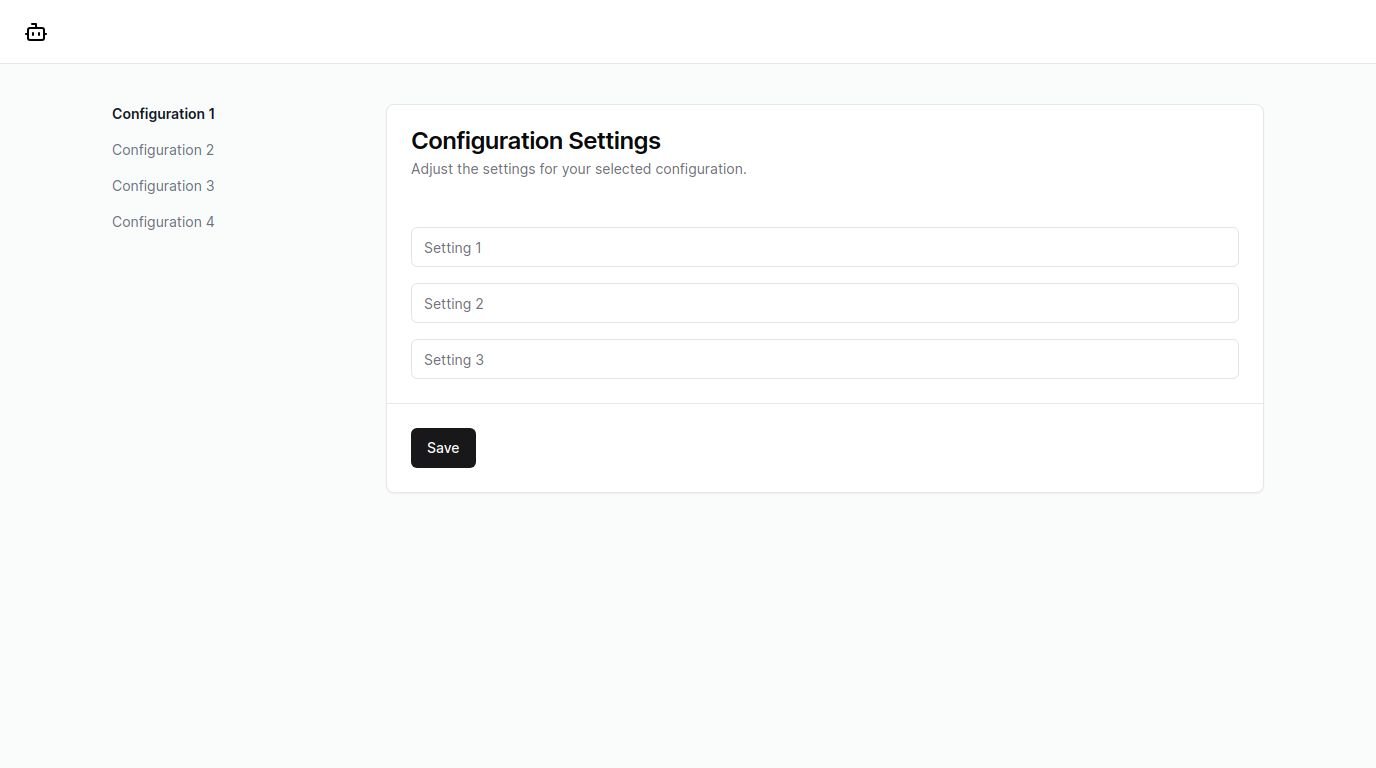 Configuration 1
Configuration 2
Configuration 3
Configuration 4
Configuration Settings
Adjust the settings for your selected configuration.
Setting 1
Setting 2
Setting 3
Save